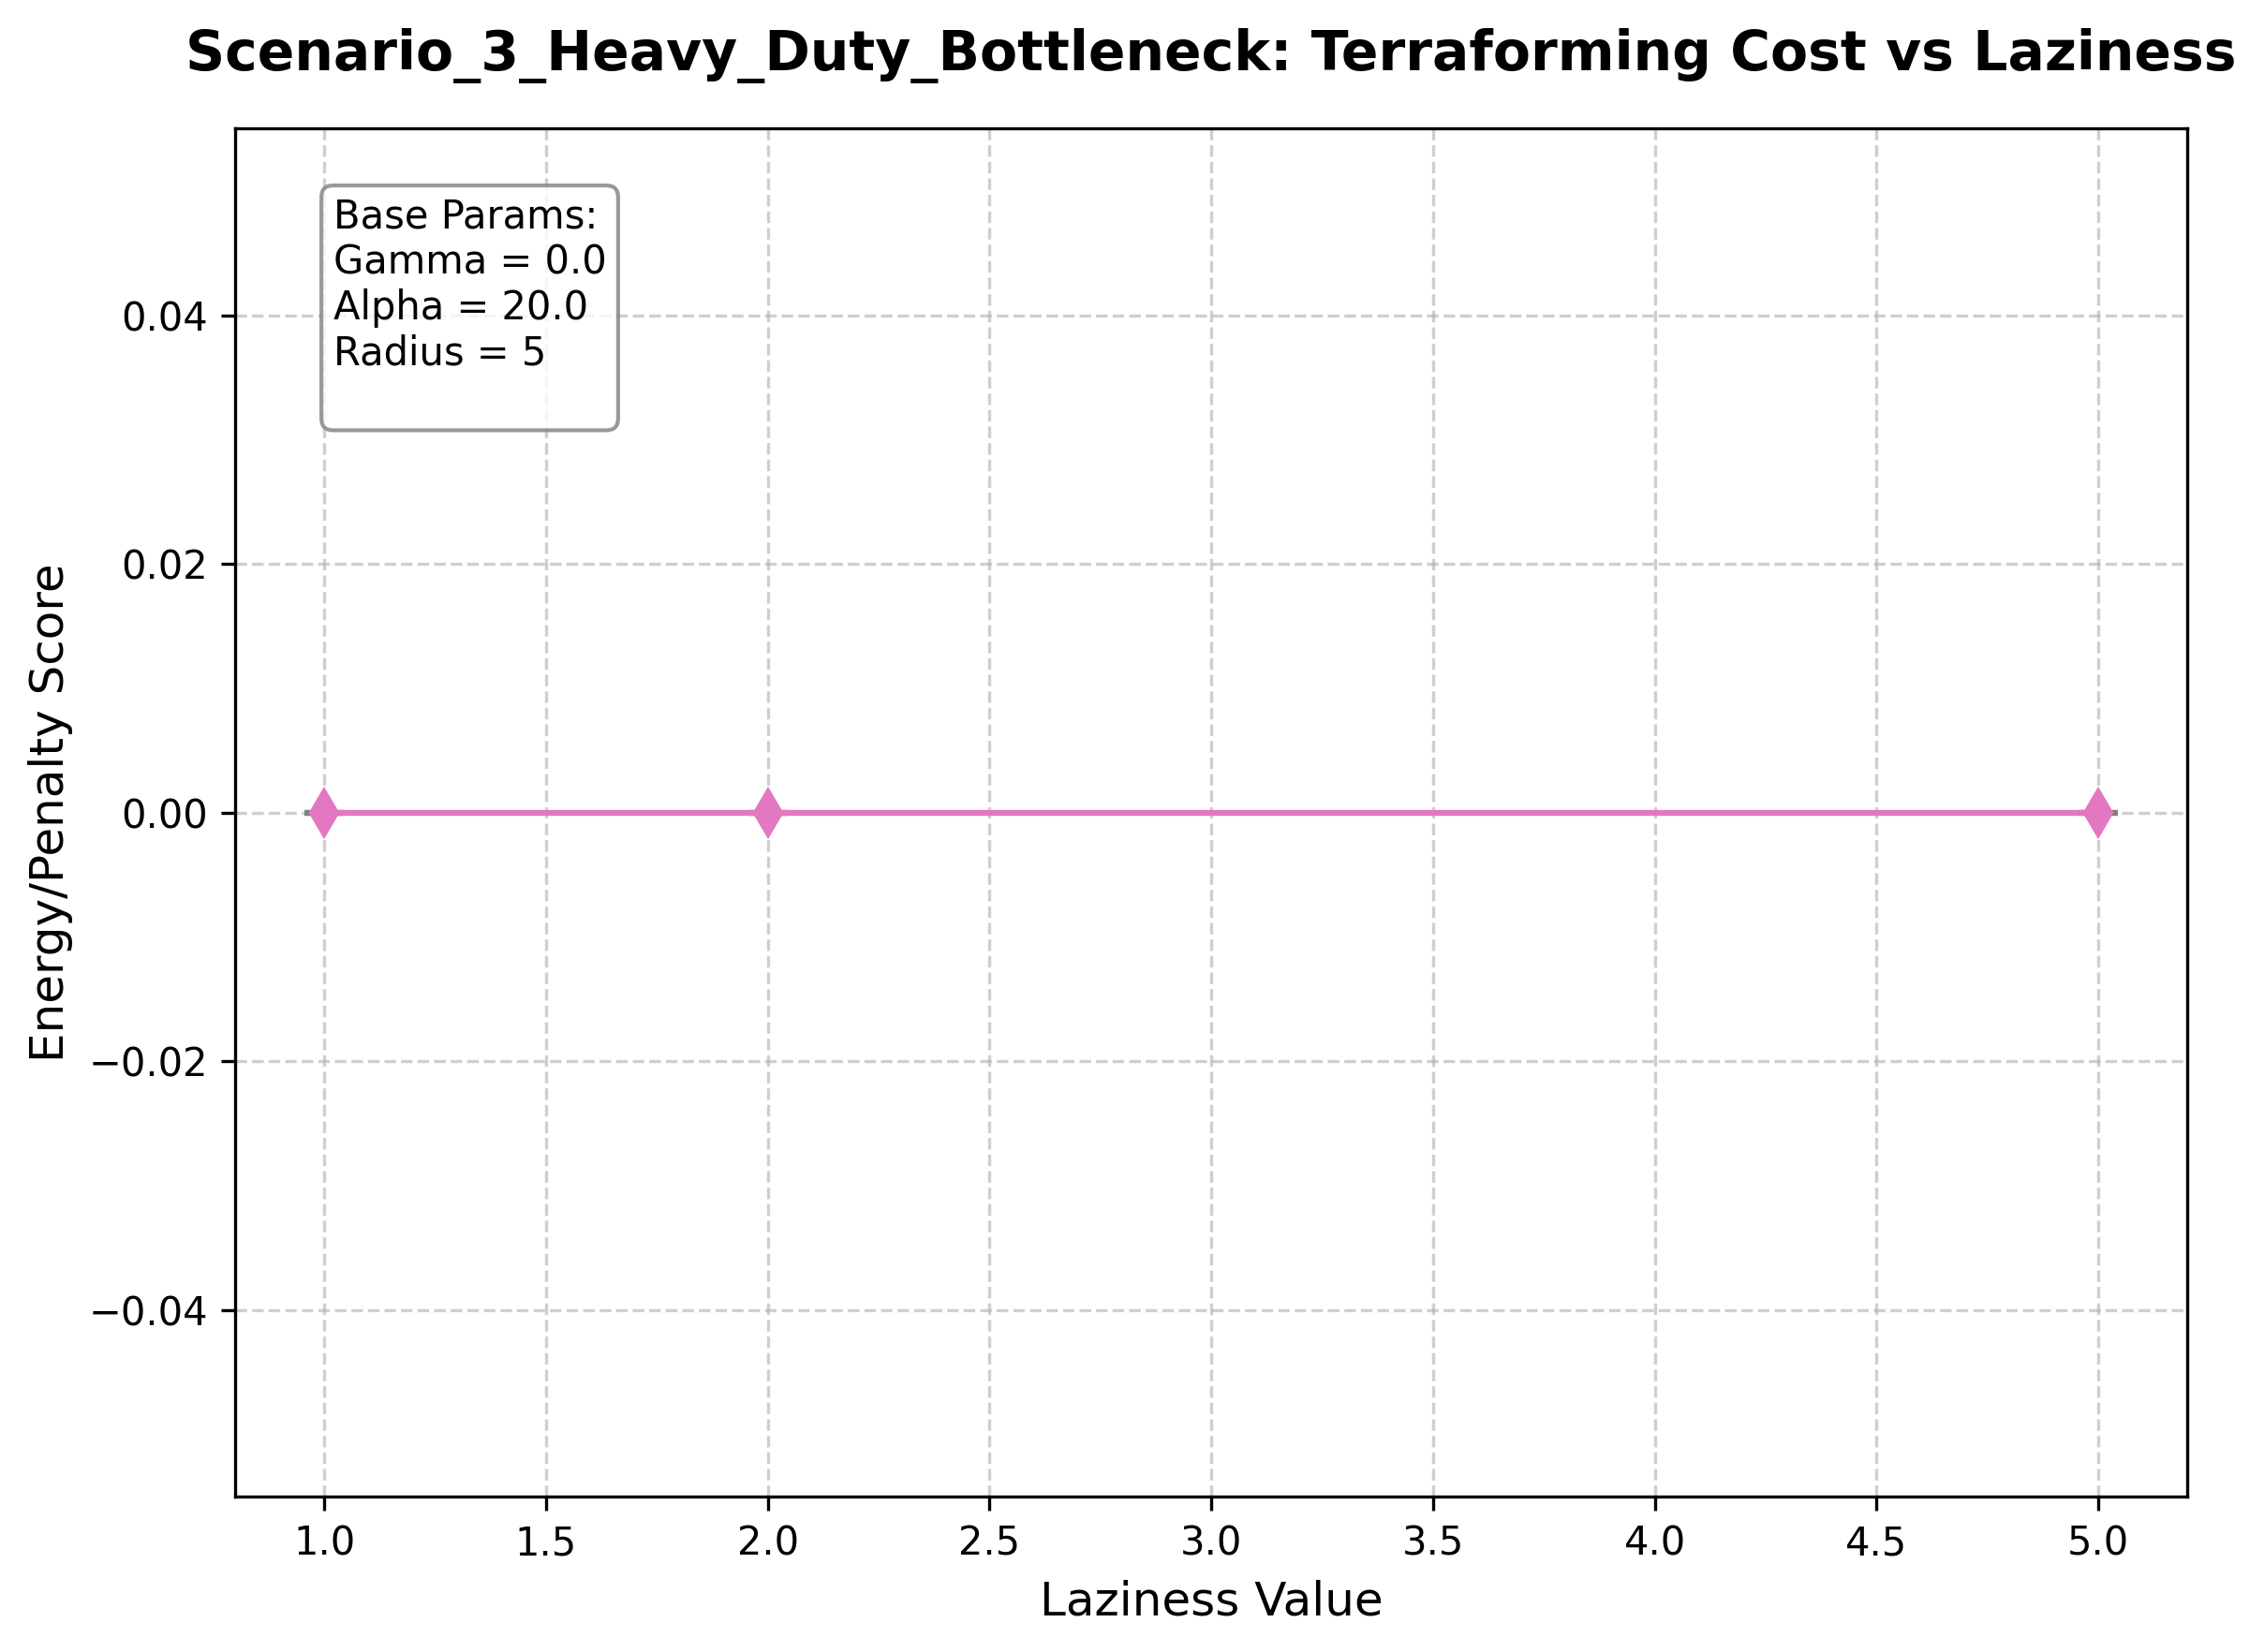 Scenario_3_Heavy_Duty_Bottleneck: Terraforming Cost vs Laziness
Base Params:
Gamma = 0.0
Alpha = 20.0
Radius = 5
Energy/Penalty Score
0.04
0.02
0.00
−0.02
−0.04
1.0 1.5 2.0 2.5 3.0 3.5 4.0 4.5 5.0
Laziness Value